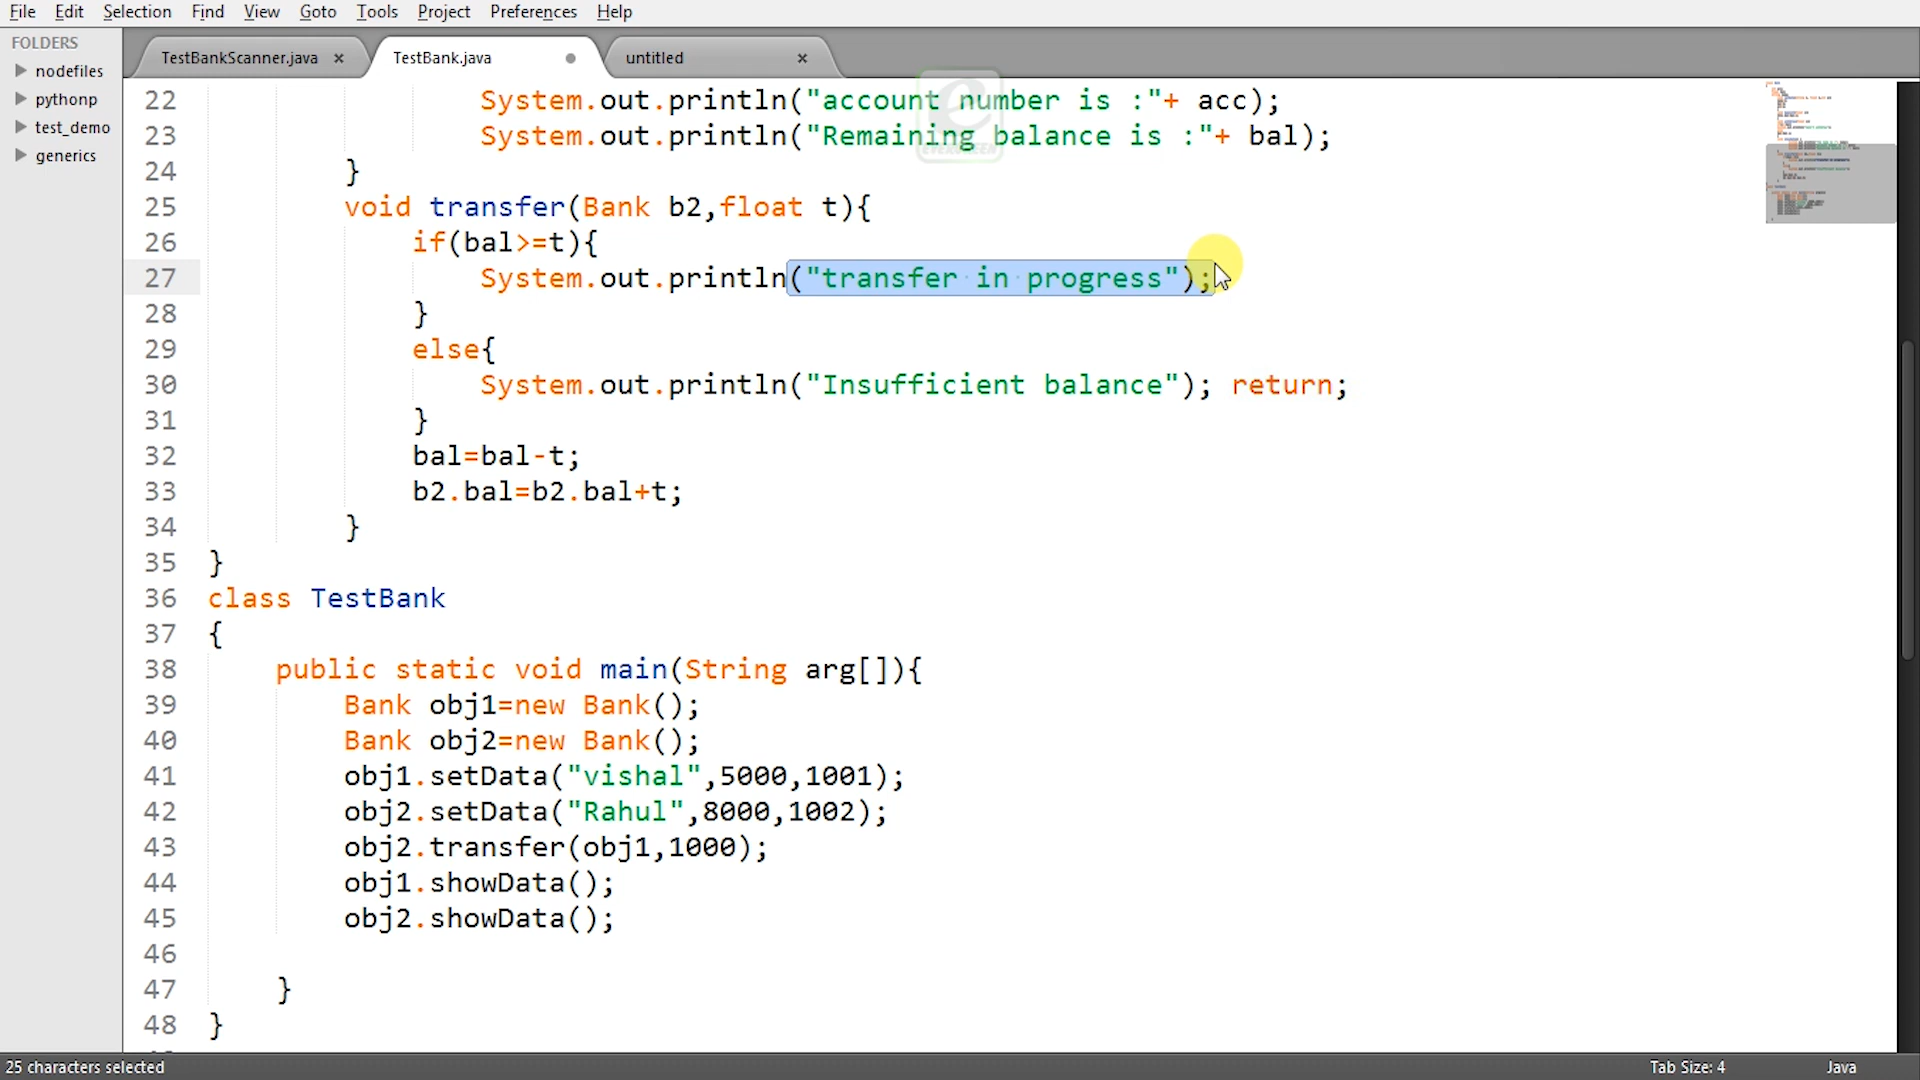 File Edit Selection Find View Goto Tools Project Preferences Help
FOLDERS
nodefiles
pythonp
test_demo
generics
TestBankScanner.java
TestBank.java
untitled
22 System.out.println("account number is :"+ acc);
23 System.out.println("Remaining balance is :"+ bal);
24 }
25 void transfer(Bank b2,float t){
26 if(bal>=t){
27 System.out.println("transfer in progress");
28 }
29 else{
30 System.out.println("Insufficient balance"); return;
31 }
32 bal=bal-t;
33 b2.bal=b2.bal+t;
34 }
35 }
36 class TestBank
37 {
38 public static void main(String arg[]){
39 Bank obj1=new Bank();
40 Bank obj2=new Bank();
41 obj1.setData("vishal",5000,1001);
42 obj2.setData("Rahul",8000,1002);
43 obj2.transfer(obj1,1000);
44 obj1.showData();
45 obj2.showData();
46
47 }
48 }
EVERGREEN
25 characters selected
Tab Size: 4
Java